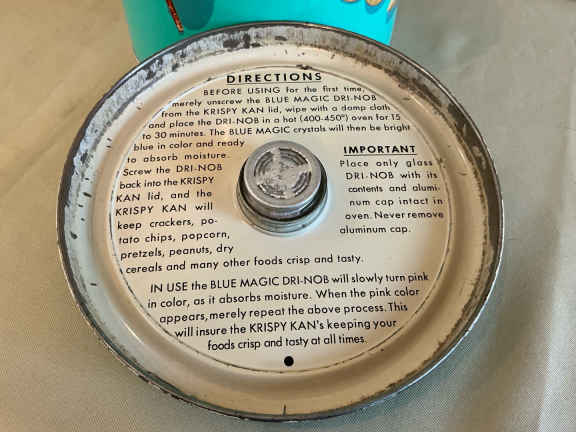 DIRECTIONS
BEFORE USING for the first time,
merely unscrew the BLUE MAGIC DRI-NOB
from the KRISPY KAN lid, wipe with a damp cloth
and place the DRI-NOB in a hot (400-450°) oven for 15
to 30 minutes. The BLUE MAGIC crystals will then be bright
blue in color and ready
to absorb moisture.
Screw the DRI-NOB
back into the KRISPY
KAN lid, and the
KRISPY KAN will
keep crackers, po-
tato chips, popcorn,
pretzels, peanuts, dry
cereals and many other foods crisp and tasty.
IMPORTANT
Place only glass
DRI-NOB with its
contents and alumi-
num cap intact in
oven. Never remove
aluminum cap.
IN USE the BLUE MAGIC DRI-NOB will slowly turn pink
in color, as it absorbs moisture. When the pink color
appears, merely repeat the above process. This
will insure the KRISPY KAN's keeping your
foods crisp and tasty at all times.